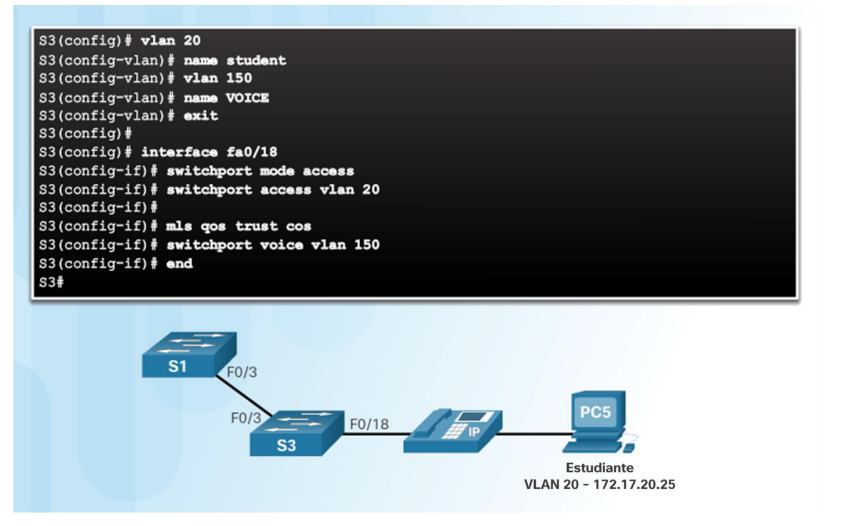 S3(config)# vlan 20
S3(config-vlan)# name student
S3(config-vlan)# vlan 150
S3(config-vlan)# name VOICE
S3(config-vlan)# exit
S3(config)#
S3(config)# interface fa0/18
S3(config-if)# switchport mode access
S3(config-if)# switchport access vlan 20
S3(config-if)#
S3(config-if)# mls qos trust cos
S3(config-if)# switchport voice vlan 150
S3(config-if)# end
S3#
S1
F0/3
F0/3
S3
F0/18
IP
PC5
Estudiante
VLAN 20 - 172.17.20.25